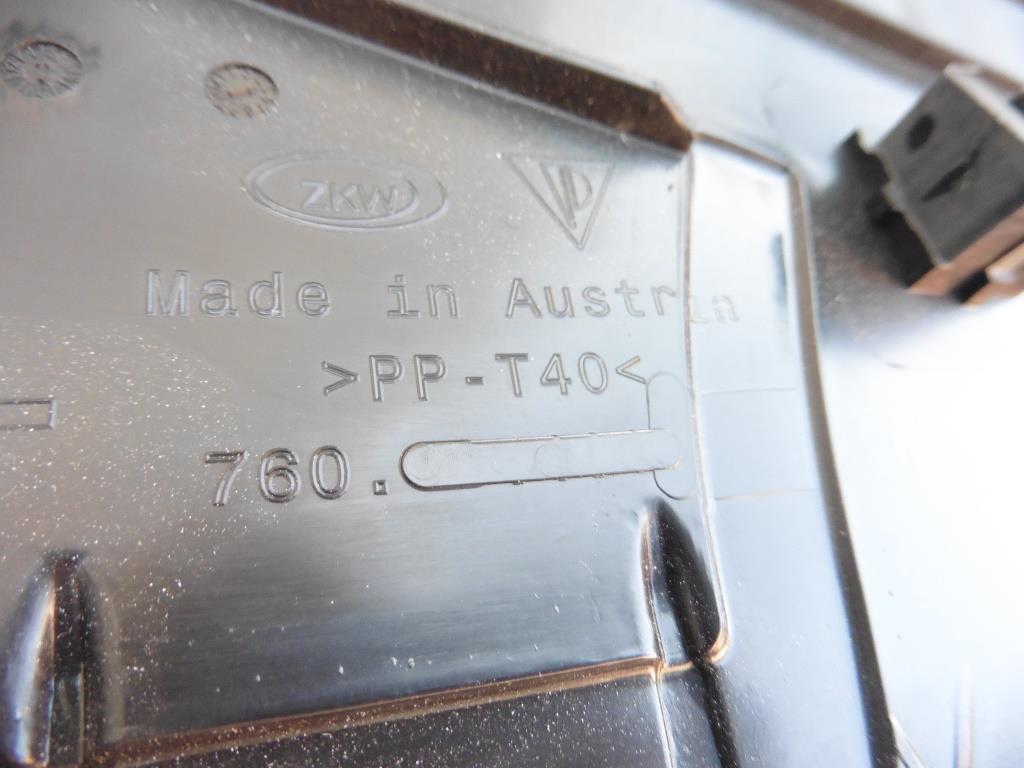 ZKW
Made in Austria
>PP-T40<
760.